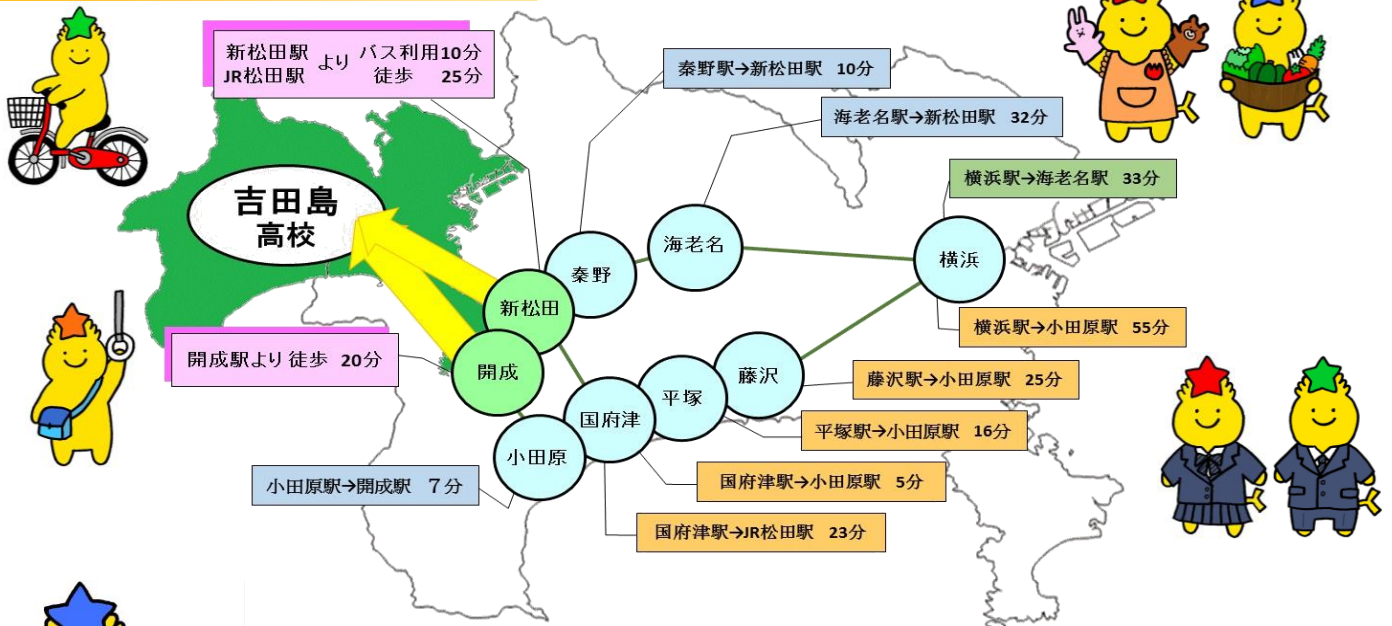 新松田駅
JR松田駅
より
バス利用10分
徒歩 25分
秦野駅→新松田駅 10分
海老名駅→新松田駅 32分
横浜駅→海老名駅 33分
吉田島
高校
海老名
横浜
秦野
新松田
横浜駅→小田原駅 55分
開成駅より 徒歩 20分
開成
藤沢
藤沢駅→小田原駅 25分
平塚
国府津
平塚駅→小田原駅 16分
小田原
小田原駅→開成駅 7分
国府津駅→小田原駅 5分
国府津駅→JR松田駅 23分